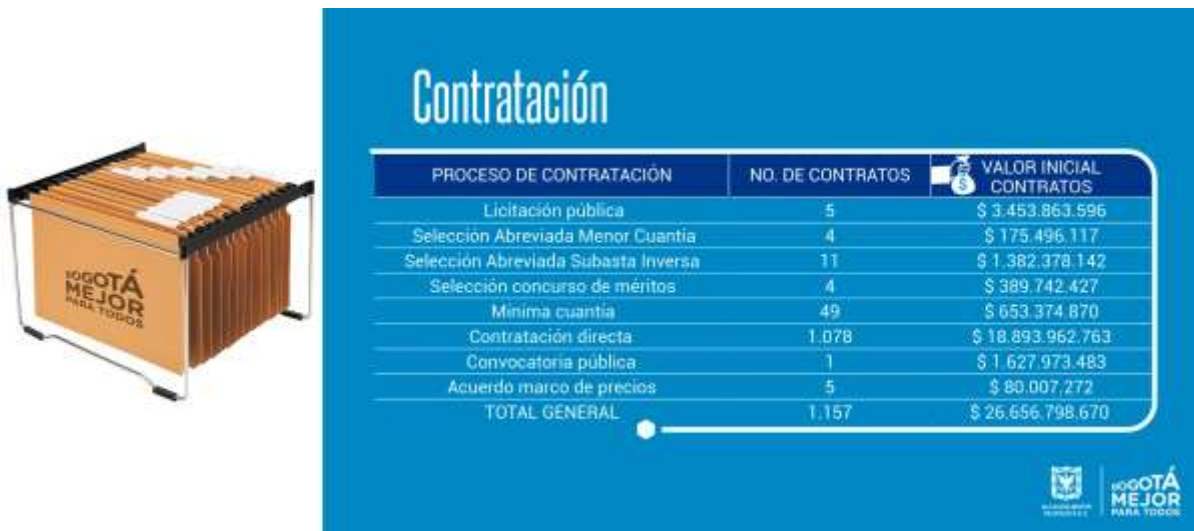 Contratación
PROCESO DE CONTRATACIÓN NO. DE CONTRATOS VALOR INICIAL CONTRATOS
Licitación pública 5 $ 3.453.863.596
Selección Abreviada Menor Cuantía 4 $ 175.496.117
Selección Abreviada Subasta Inversa 11 $ 1.382.378.142
Selección concurso de méritos 4 $ 389.742.427
Mínima cuantía 49 $ 653.374.870
Contratación directa 1.078 $ 18.893.962.763
Convocatoria pública 1 $ 1.627.973.483
Acuerdo marco de precios 5 $ 80.007.272
TOTAL GENERAL 1.157 $ 26.656.798.670
BOGOTÁ
MEJOR
PARA TODOS
BOGOTÁ
MEJOR
PARA TODOS